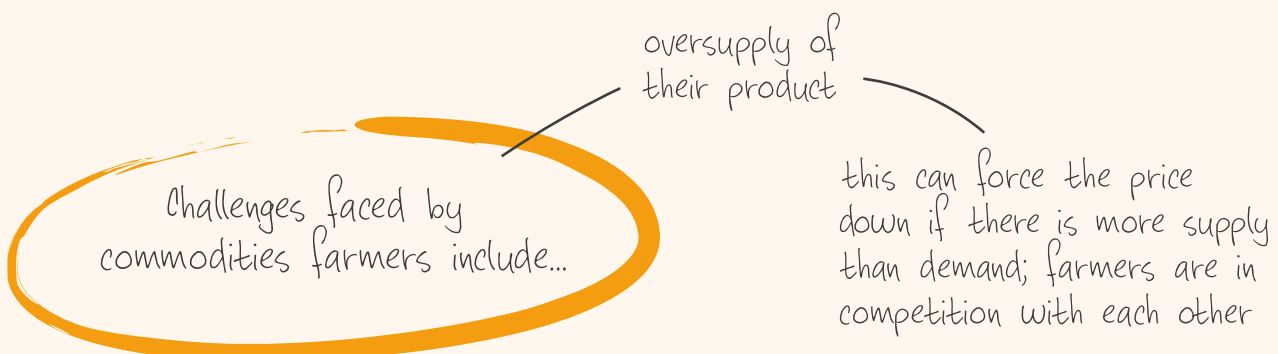 oversupply of
their product
Challenges faced by
commodities farmers include...
this can force the price
down if there is more supply
than demand; farmers are in
competition with each other